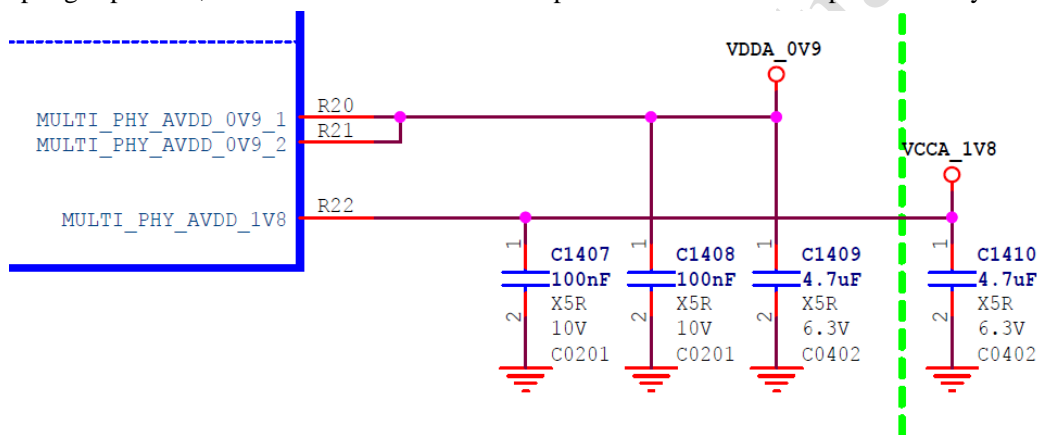 VDDA_0V9
MULTI_PHY_AVDD_0V9_1 R20
MULTI_PHY_AVDD_0V9_2 R21
VCCA_1V8
MULTI_PHY_AVDD_1V8 R22
1 C1407 1 C1408 1 C1409 1 C1410
100nF 100nF 4.7uF 4.7uF
X5R X5R X5R X5R
2 10V 2 10V 2 6.3V 2 6.3V
C0201 C0201 C0402 C0402